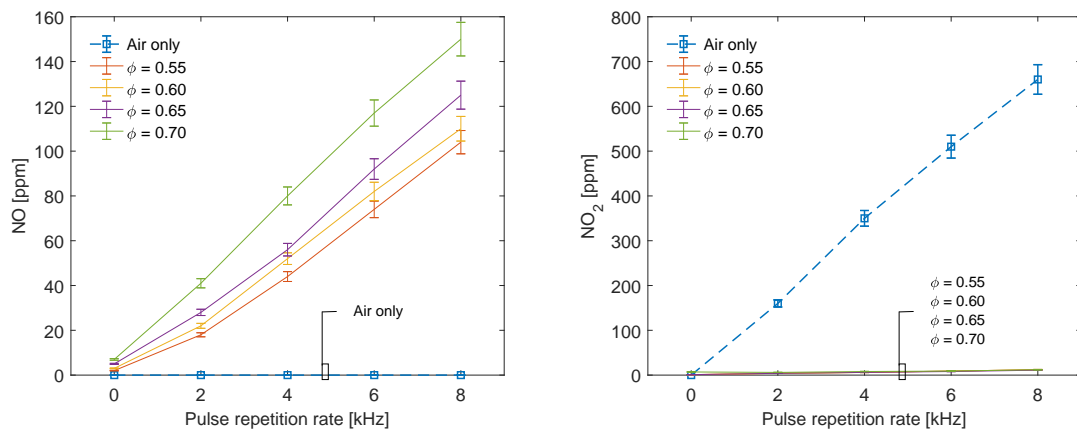 160
140
120
100
80
60
40
20
0
NO [ppm]
Air only
ϕ = 0.55
ϕ = 0.60
ϕ = 0.65
ϕ = 0.70
Air only
0 2 4 6 8
Pulse repetition rate [kHz]
800
700
600
500
400
300
200
100
0
NO2 [ppm]
Air only
ϕ = 0.55
ϕ = 0.60
ϕ = 0.65
ϕ = 0.70
ϕ = 0.55
ϕ = 0.60
ϕ = 0.65
ϕ = 0.70
0 2 4 6 8
Pulse repetition rate [kHz]